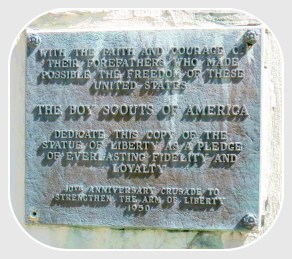 WITH THE FAITH AND COURAGE OF
THEIR FOREFATHERS WHO MADE
POSSIBLE THE FREEDOM OF THESE
UNITED STATES
THE BOY SCOUTS OF AMERICA
DEDICATE THIS COPY OF THE
STATUE OF LIBERTY AS A PLEDGE
OF EVERLASTING FIDELITY AND
LOYALTY
40TH ANNIVERSARY CRUSADE TO
STRENGTHEN THE ARM OF LIBERTY
1950